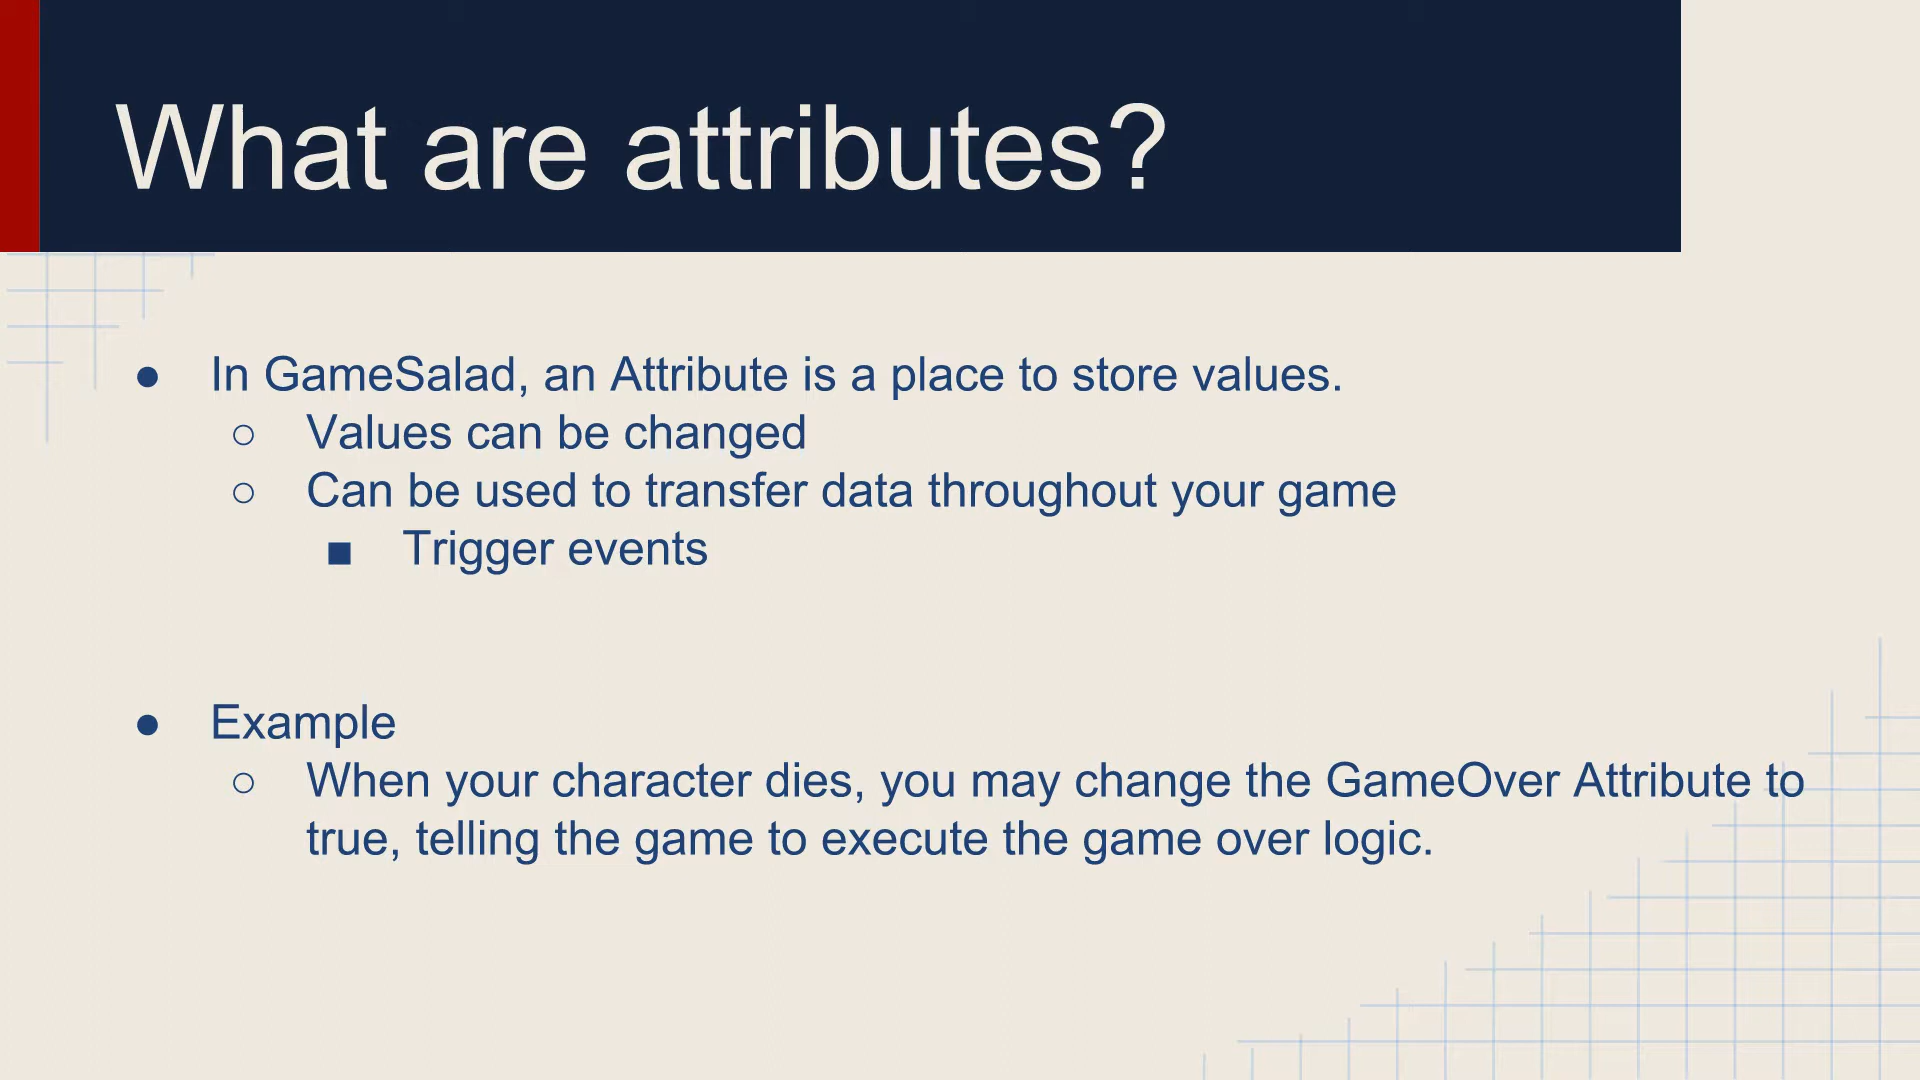 What are attributes?
● In GameSalad, an Attribute is a place to store values.
○ Values can be changed
○ Can be used to transfer data throughout your game
■ Trigger events
● Example
○ When your character dies, you may change the GameOver Attribute to
true, telling the game to execute the game over logic.